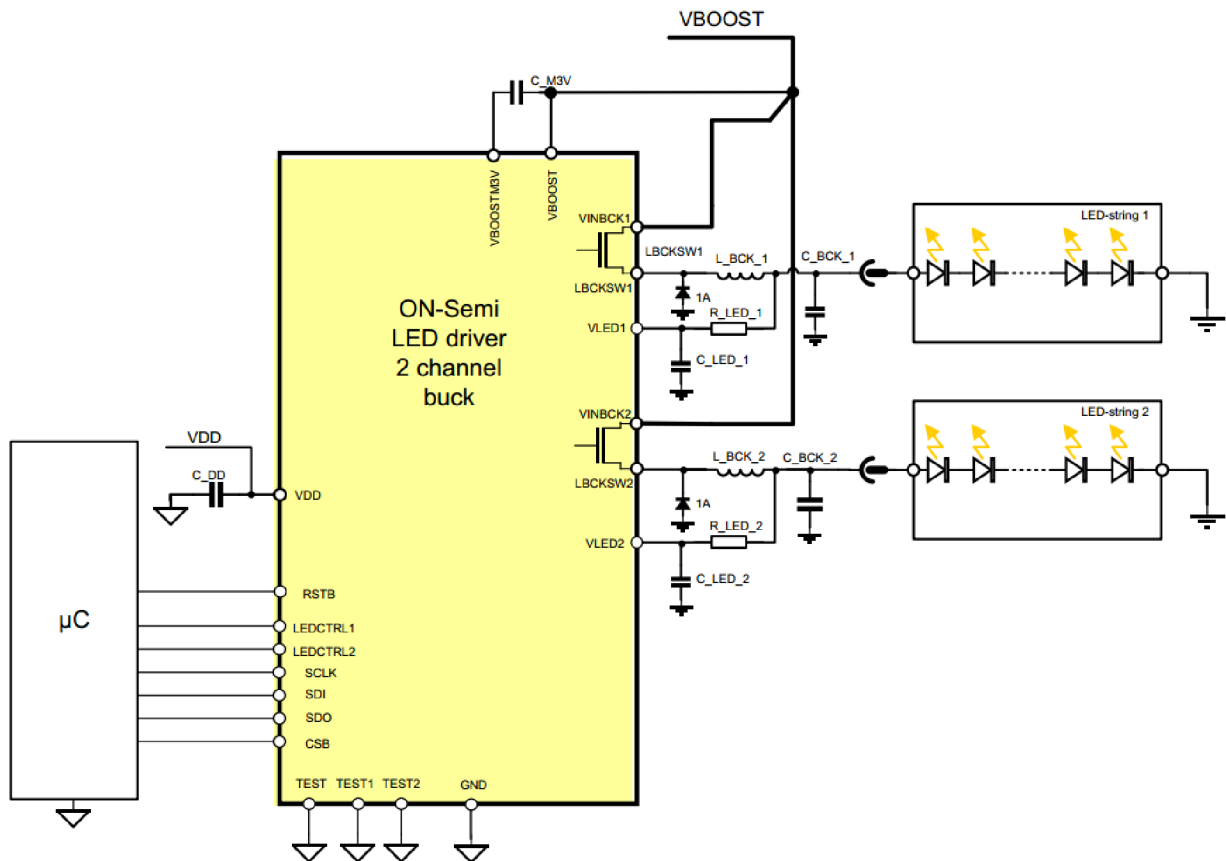 VBOOST
C_M3V
VBOOSTM3V
VBOOST
VINBCK1
LBCKSW1
LBCKSW1
L_BCK_1
C_BCK_1
LED-string 1
1A
R_LED_1
VLED1
C_LED_1
ON-Semi
LED driver
2 channel
buck
VINBCK2
LBCKSW2
L_BCK_2
C_BCK_2
LED-string 2
1A
R_LED_2
VLED2
C_LED_2
VDD
C_DD
VDD
µC
RSTB
LEDCTRL1
LEDCTRL2
SCLK
SDI
SDO
CSB
TEST
TEST1
TEST2
GND